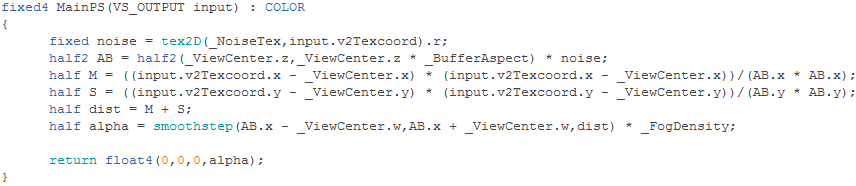 fixed4 MainPS(VS_OUTPUT input) : COLOR
{
fixed noise = tex2D(_NoiseTex,input.v2Texcoord).r;
half2 AB = half2(_ViewCenter.z,_ViewCenter.z * _BufferAspect) * noise;
half M = ((input.v2Texcoord.x - _ViewCenter.x) * (input.v2Texcoord.x - _ViewCenter.x))/(AB.x * AB.x);
half S = ((input.v2Texcoord.y - _ViewCenter.y) * (input.v2Texcoord.y - _ViewCenter.y))/(AB.y * AB.y);
half dist = M + S;
half alpha = smoothstep(AB.x - _ViewCenter.w,AB.x + _ViewCenter.w,dist) * _FogDensity;
return float4(0,0,0,alpha);
}